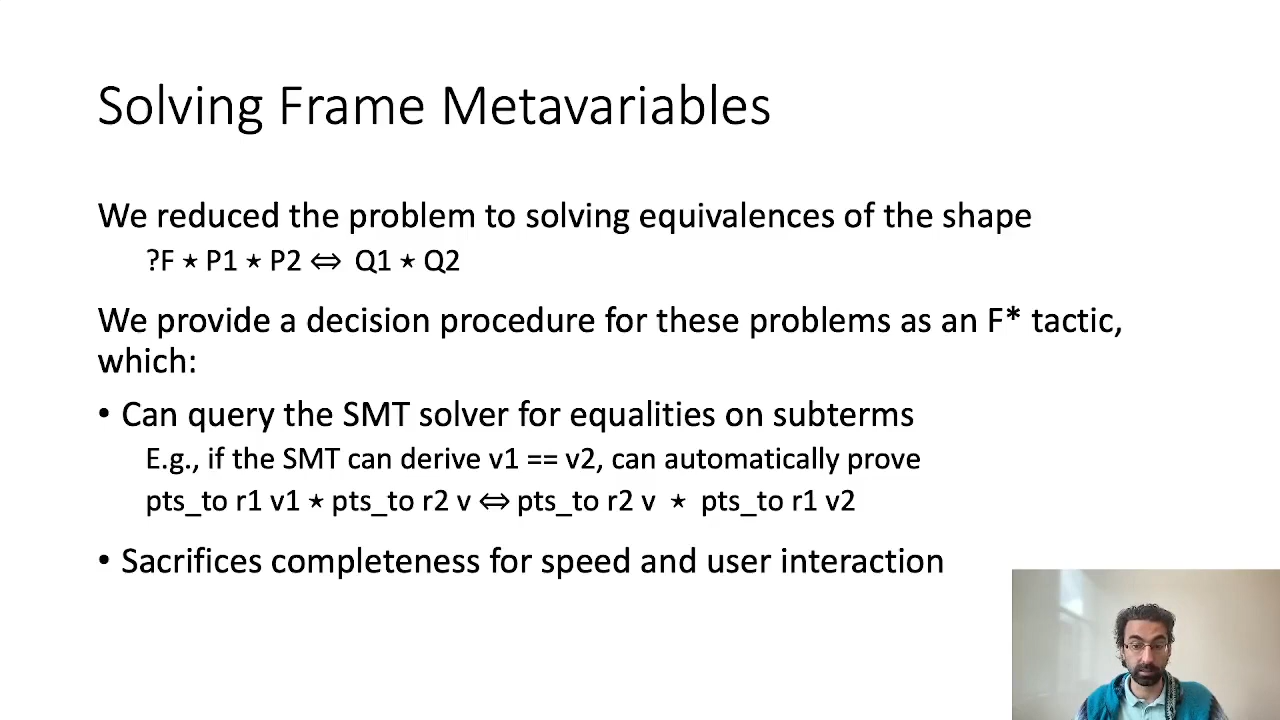 Solving Frame Metavariables
We reduced the problem to solving equivalences of the shape
?F ⋆ P1 ⋆ P2 ⇔ Q1 ⋆ Q2
We provide a decision procedure for these problems as an F* tactic,
which:
• Can query the SMT solver for equalities on subterms
E.g., if the SMT can derive v1 == v2, can automatically prove
pts_to r1 v1 ⋆ pts_to r2 v ⇔ pts_to r2 v ⋆ pts_to r1 v2
• Sacrifices completeness for speed and user interaction